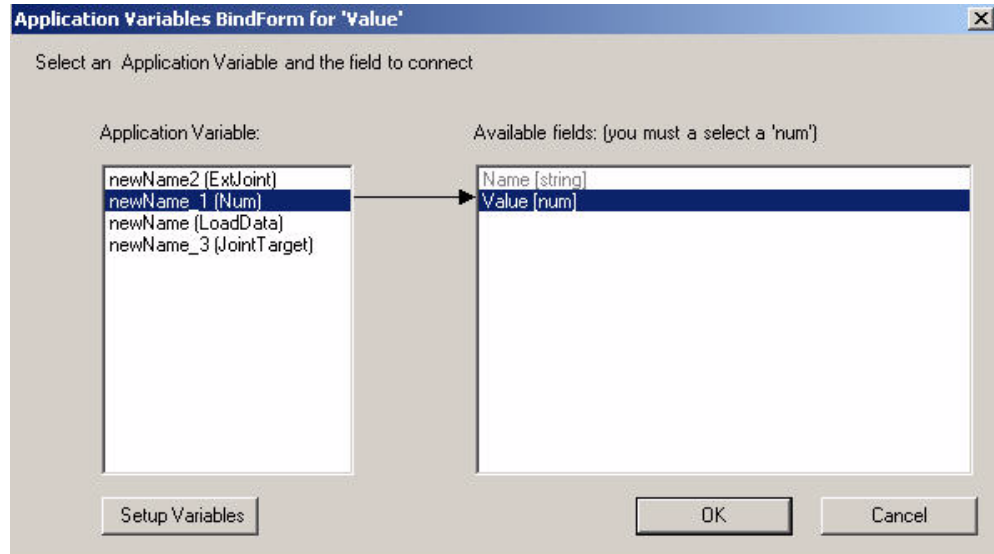 Application Variables BindForm for 'Value'
Select an Application Variable and the field to connect
Application Variable:
newName2 (ExtJoint)
newName_1 (Num)
newName (LoadData)
newName_3 (JointTarget)
Available fields: (you must a select a 'num')
Name [string]
Value [num]
Setup Variables
OK
Cancel